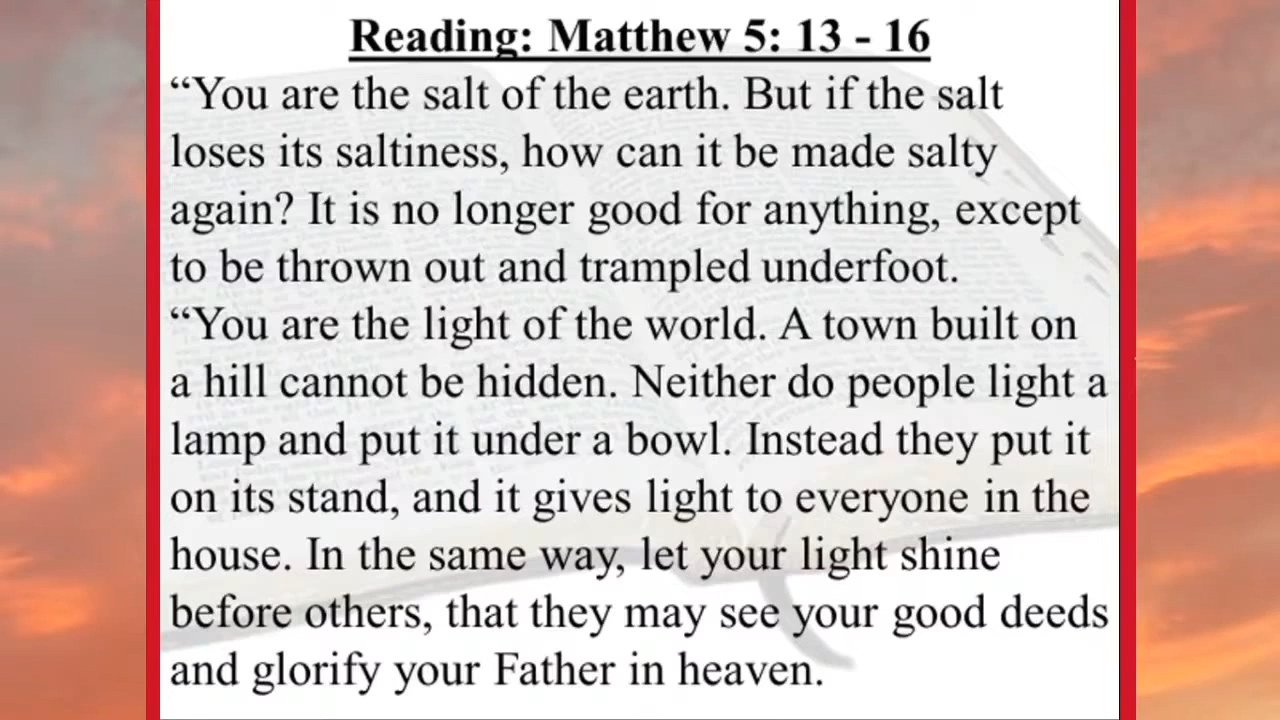 Reading: Matthew 5: 13 - 16
“You are the salt of the earth. But if the salt
loses its saltiness, how can it be made salty
again? It is no longer good for anything, except
to be thrown out and trampled underfoot.
“You are the light of the world. A town built on
a hill cannot be hidden. Neither do people light a
lamp and put it under a bowl. Instead they put it
on its stand, and it gives light to everyone in the
house. In the same way, let your light shine
before others, that they may see your good deeds
and glorify your Father in heaven.